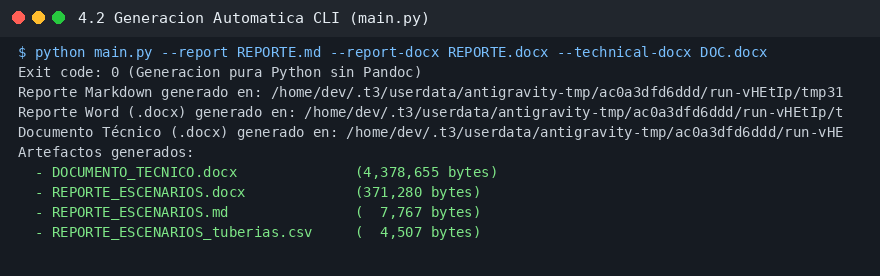 4.2 Generacion Automatica CLI (main.py)
$ python main.py --report REPORTE.md --report-docx REPORTE.docx --technical-docx DOC.docx
Exit code: 0 (Generacion pura Python sin Pandoc)
Reporte Markdown generado en: /home/dev/.t3/userdata/antigravity-tmp/ac0a3dfd6ddd/run-vHEtIp/tmp31
Reporte Word (.docx) generado en: /home/dev/.t3/userdata/antigravity-tmp/ac0a3dfd6ddd/run-vHEtIp/t
Documento Técnico (.docx) generado en: /home/dev/.t3/userdata/antigravity-tmp/ac0a3dfd6ddd/run-vHE
Artefactos generados:
  - DOCUMENTO_TECNICO.docx              (4,378,655 bytes)
  - REPORTE_ESCENARIOS.docx             (371,280 bytes)
  - REPORTE_ESCENARIOS.md               (  7,767 bytes)
  - REPORTE_ESCENARIOS_tuberias.csv     (  4,507 bytes)